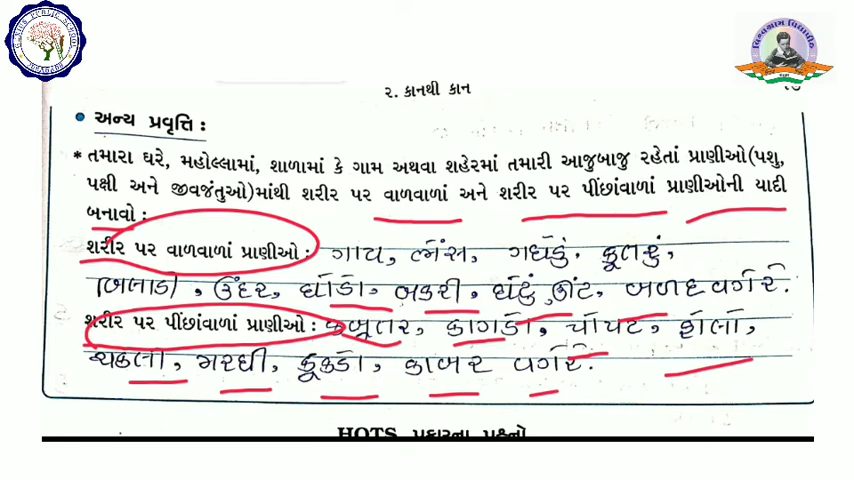 ૨. કાનથી કાન
• અન્ય પ્રવૃત્તિ :
* તમારા ઘરે, મહોલ્લામાં, શાળામાં કે ગામ અથવા શહેરમાં તમારી આજુબાજુ રહેતાં પ્રાણીઓ(પશુ,
પક્ષી અને જીવજંતુઓ)માંથી શરીર પર વાળવાળાં અને શરીર પર પીંછાંવાળાં પ્રાણીઓની યાદી
બનાવો :
શરીર પર વાળવાળાં પ્રાણીઓ : ગાય, ભેંસ, ગધેડું, કૂતરું,
બિલાડી, ઉંદર, ઘોડો, બકરી, ઘેટું, ઊંટ, બળદ વગેરે.
શરીર પર પીંછાંવાળાં પ્રાણીઓ : કબૂતર, કાગડો, પોપટ, હોલો,
ચકલી, મરઘી, કૂકડો, કાબર વગેરે.
HOTS પ્રકારના પ્રશ્નો